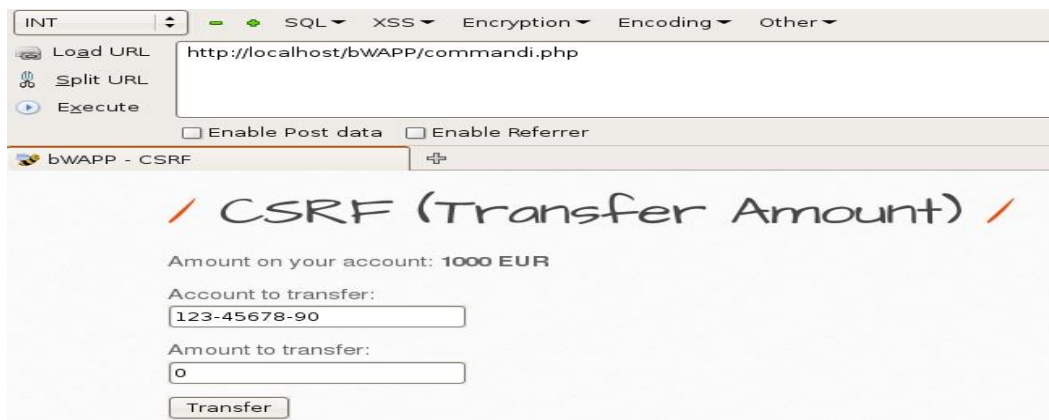 INT SQL XSS Encryption Encoding Other
Load URL http://localhost/bWAPP/commandi.php
Split URL
Execute
Enable Post data Enable Referrer
bWAPP - CSRF
/ CSRF (Transfer Amount) /
Amount on your account: 1000 EUR
Account to transfer:
123-45678-90
Amount to transfer:
0
Transfer